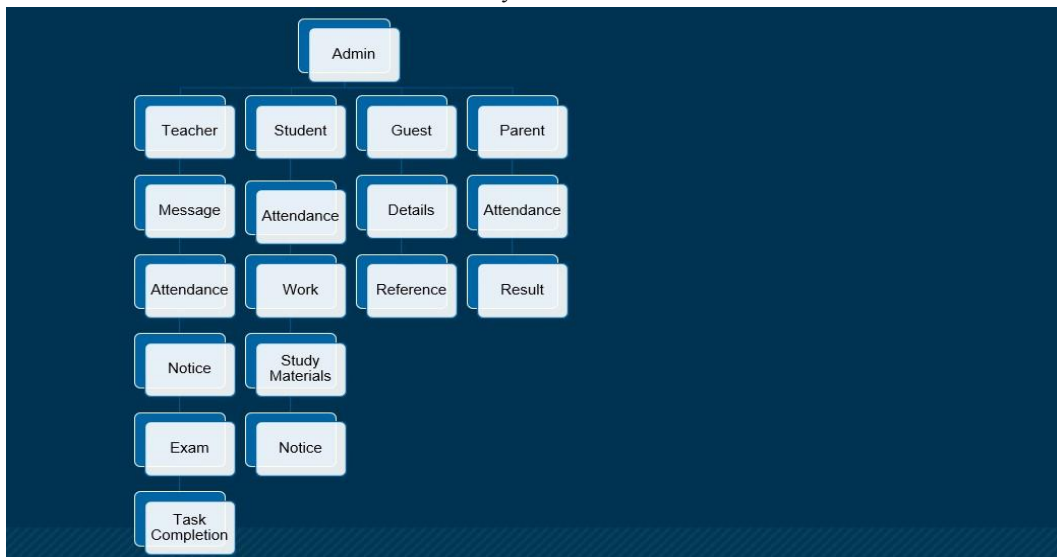 Admin
Teacher
Student
Guest
Parent
Message
Attendance
Details
Attendance
Attendance
Work
Reference
Result
Notice
Study
Materials
Exam
Notice
Task
Completion